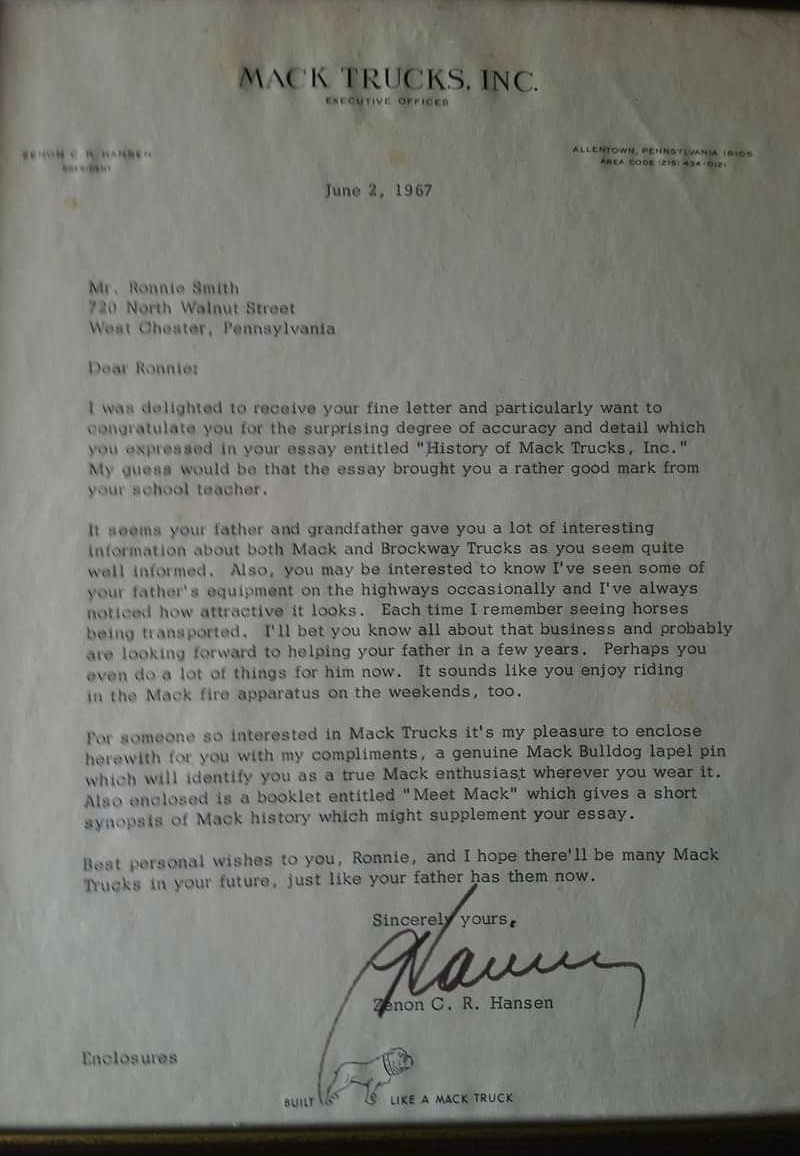 MACK TRUCKS, INC.
EXECUTIVE OFFICES
ZENON C. R. HANSEN
PRESIDENT
ALLENTOWN, PENNSYLVANIA 18105
AREA CODE (215) 434-0121
June 2, 1967
Mr. Ronnie Smith
720 North Walnut Street
West Chester, Pennsylvania
Dear Ronnie:
I was delighted to receive your fine letter and particularly want to
congratulate you for the surprising degree of accuracy and detail which
you expressed in your essay entitled "History of Mack Trucks, Inc."
My guess would be that the essay brought you a rather good mark from
your school teacher.
It seems your father and grandfather gave you a lot of interesting
information about both Mack and Brockway Trucks as you seem quite
well informed. Also, you may be interested to know I've seen some of
your father's equipment on the highways occasionally and I've always
noticed how attractive it looks. Each time I remember seeing horses
being transported. I'll bet you know all about that business and probably
are looking forward to helping your father in a few years. Perhaps you
even do a lot of things for him now. It sounds like you enjoy riding
in the Mack fire apparatus on the weekends, too.
For someone so interested in Mack Trucks it's my pleasure to enclose
herewith for you with my compliments, a genuine Mack Bulldog lapel pin
which will identify you as a true Mack enthusiast wherever you wear it.
Also enclosed is a booklet entitled "Meet Mack" which gives a short
synopsis of Mack history which might supplement your essay.
Best personal wishes to you, Ronnie, and I hope there'll be many Mack
Trucks in your future, just like your father has them now.
Sincerely yours,
Zenon C. R. Hansen
Enclosures
BUILT LIKE A MACK TRUCK